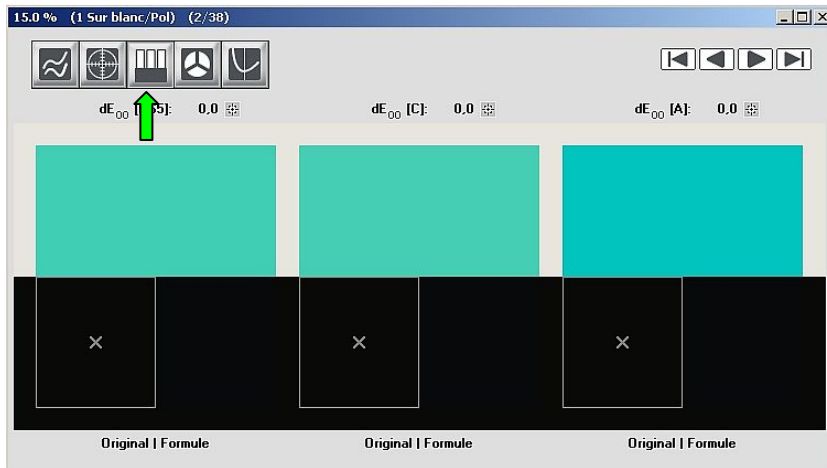 15.0 % (1 Sur blanc/Pol) (2/38)
dE00 [ 65]: 0,0 dE00 [C]: 0,0 dE00 [A]: 0,0
Original | Formule Original | Formule Original | Formule